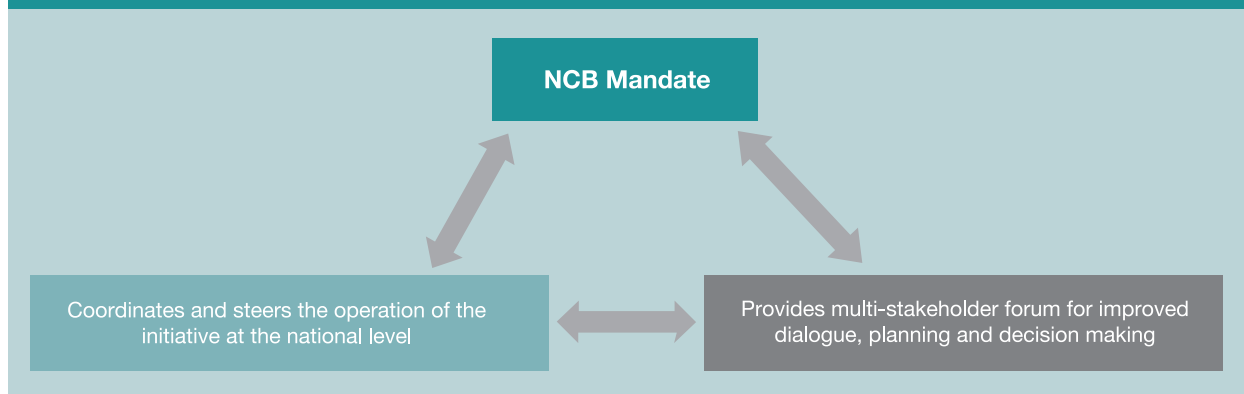 NCB Mandate
Coordinates and steers the operation of the
initiative at the national level
Provides multi-stakeholder forum for improved
dialogue, planning and decision making